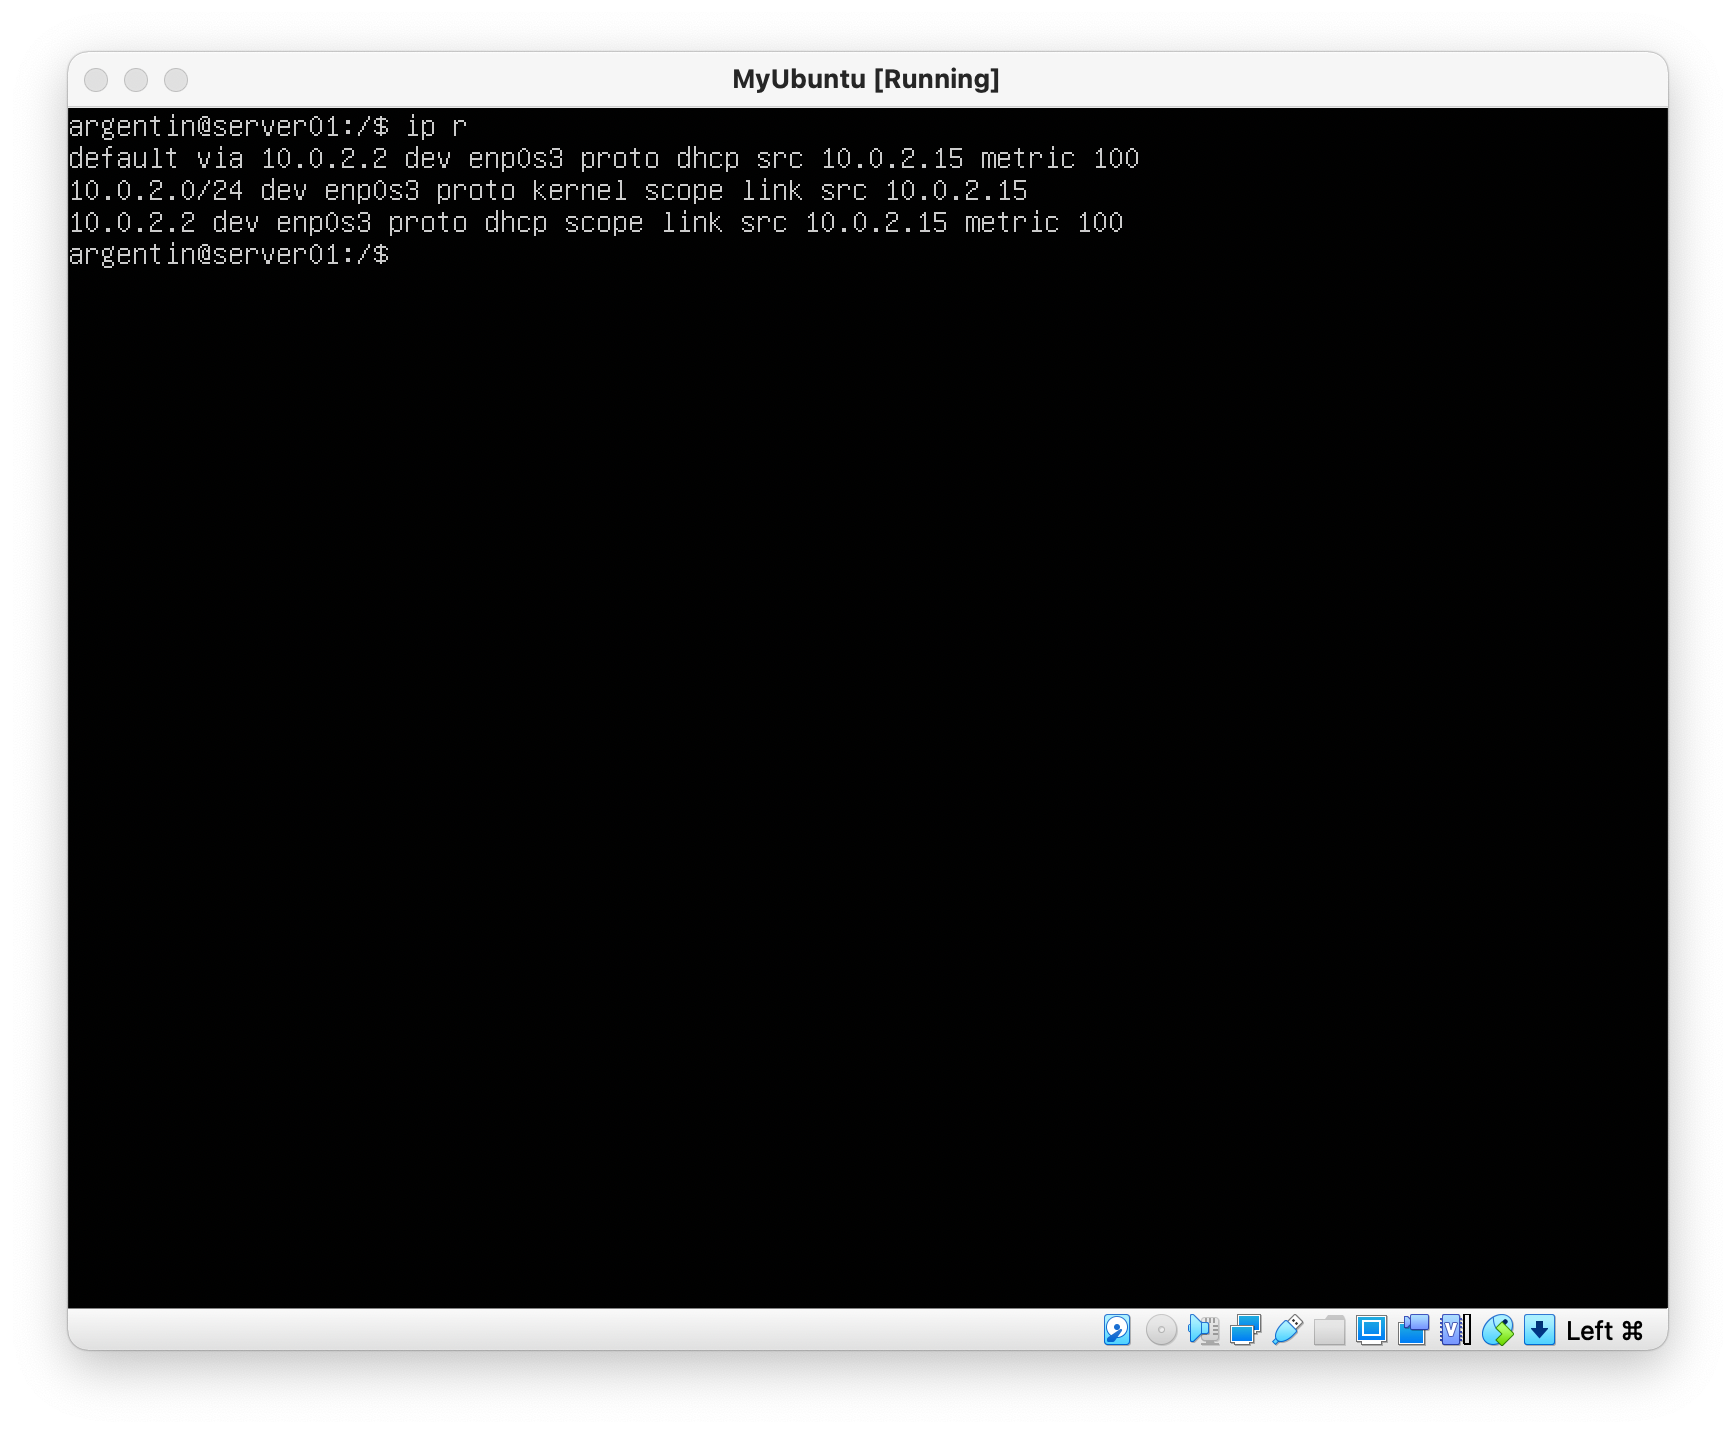 MyUbuntu [Running]
argentin@server01:/$ ip r
default via 10.0.2.2 dev enp0s3 proto dhcp src 10.0.2.15 metric 100
10.0.2.0/24 dev enp0s3 proto kernel scope link src 10.0.2.15
10.0.2.2 dev enp0s3 proto dhcp scope link src 10.0.2.15 metric 100
argentin@server01:/$
Left ⌘